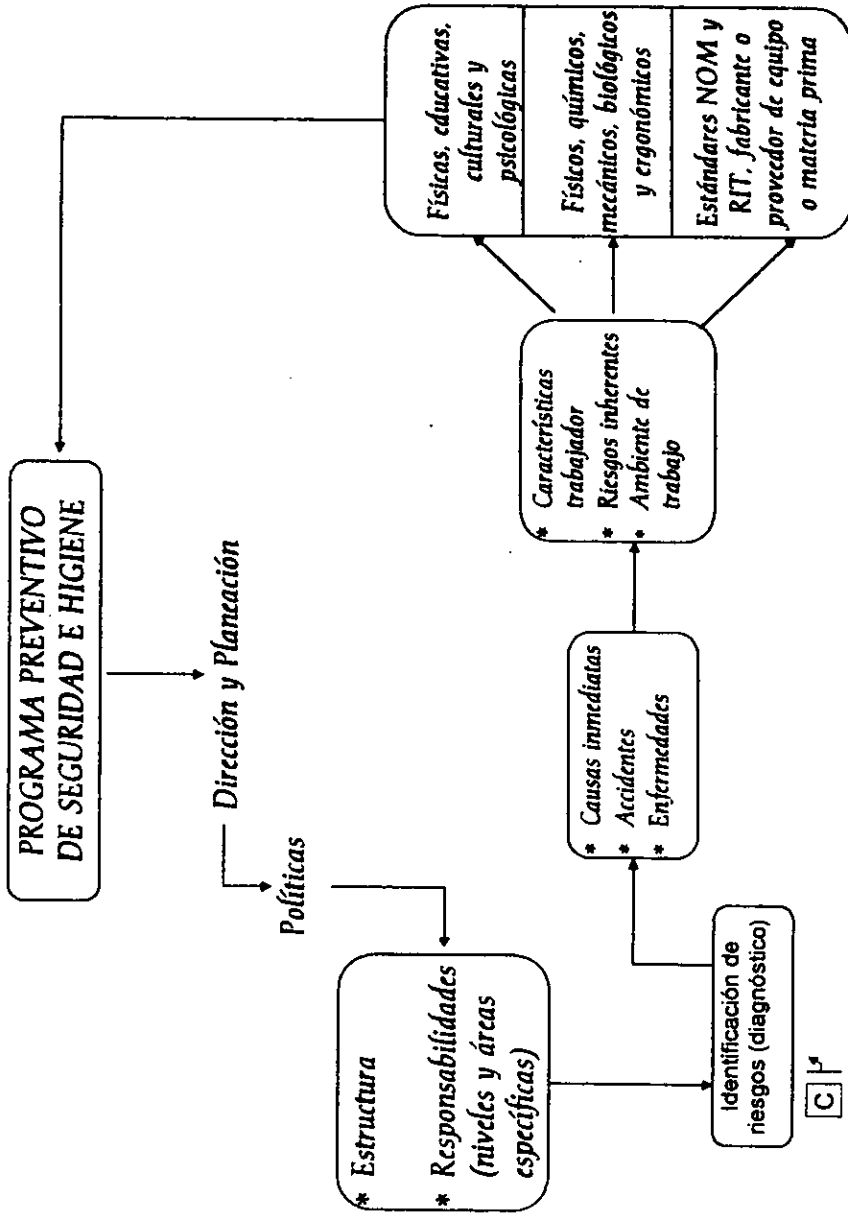 PROGRAMA PREVENTIVO
DE SEGURIDAD E HIGIENE
Dirección y Planeación
Políticas
* Estructura
* Responsabilidades
(niveles y áreas
específicas)
Identificación de
riesgos (diagnóstico)
C
* Causas inmediatas
* Accidentes
* Enfermedades
* Características
trabajador
* Riesgos inherentes
* Ambiente de
trabajo
Físicas, educativas,
culturales y
psicológicas
Físicos, químicos,
mecánicos, biológicos
y ergonómicos
Estándares NOM y
RIT, fabricante o
proveedor de equipo
o materia prima